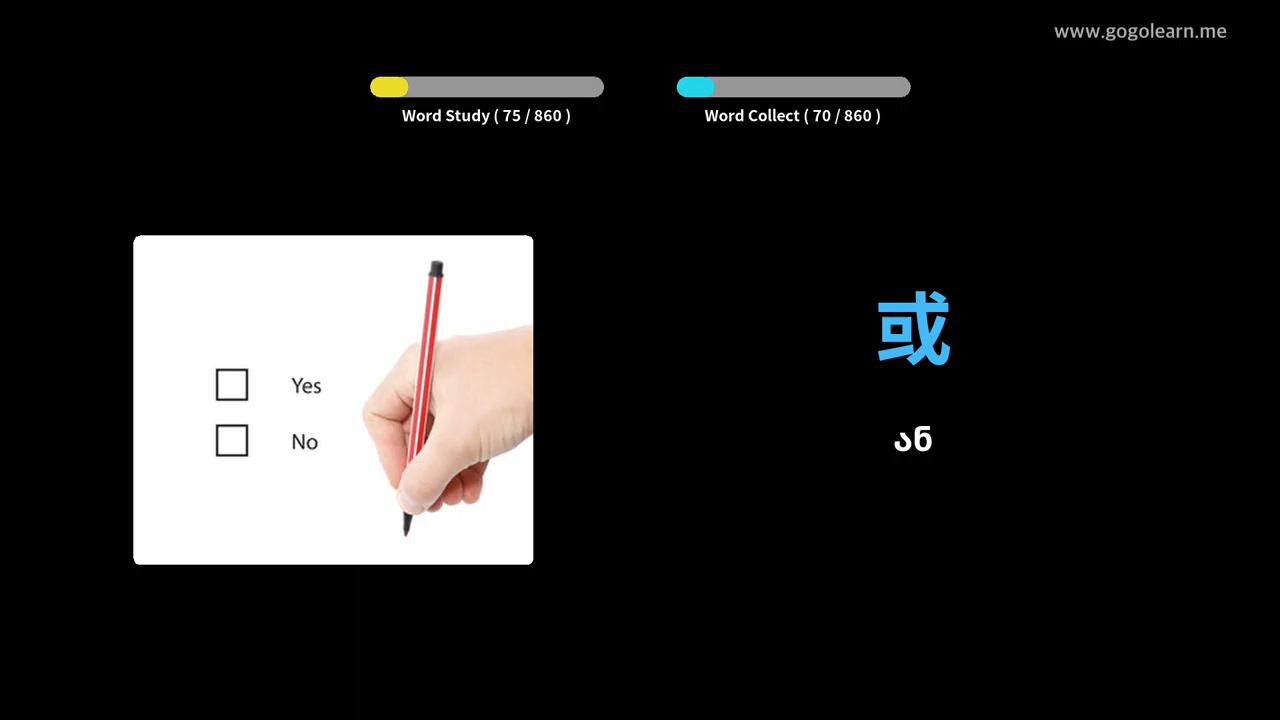 www.gogolearn.me
Word Study ( 75 / 860 )
Word Collect ( 70 / 860 )
Yes
No
或
ან